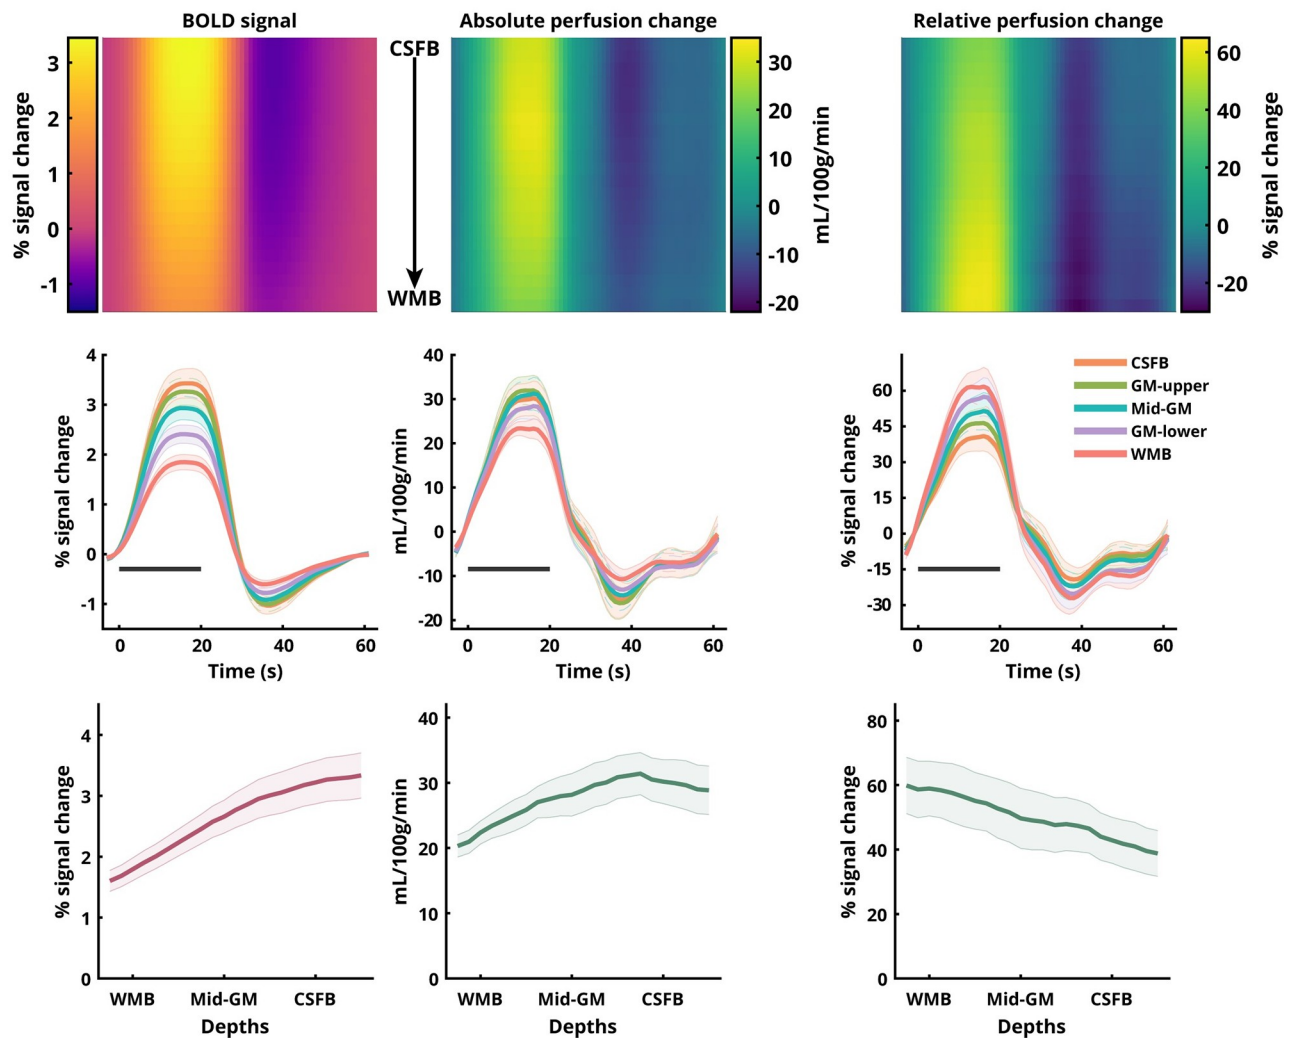 BOLD signal
Absolute perfusion change
Relative perfusion change
% signal change
3
2
1
0
-1
CSFB
WMB
30
20
10
0
-10
-20
mL/100g/min
60
40
20
0
-20
% signal change
% signal change
4
3
2
1
0
-1
0
20
40
60
Time (s)
mL/100g/min
40
30
20
10
0
-10
-20
0
20
40
60
Time (s)
% signal change
60
45
30
15
0
-15
-30
0
20
40
60
Time (s)
CSFB
GM-upper
Mid-GM
GM-lower
WMB
% signal change
4
3
2
1
0
WMB
Mid-GM
CSFB
Depths
mL/100g/min
40
30
20
10
0
WMB
Mid-GM
CSFB
Depths
% signal change
80
60
40
20
0
WMB
Mid-GM
CSFB
Depths